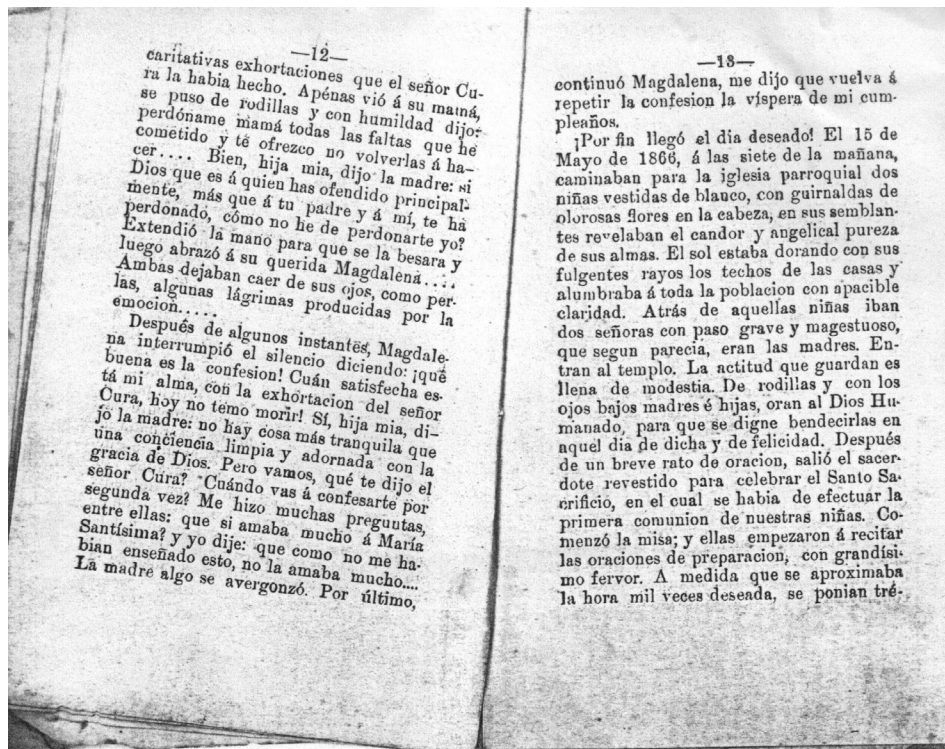 —12—
caritativas exhortaciones que el señor Cu-
ra la habia hecho. Apénas vió á su mamá,
se puso de rodillas y con humildad dijo:
perdóname mamá todas las faltas que he
cometido y te ofrezco no volverlas á ha-
cer.... Bien, hija mia, dijo la madre: si
Dios que es á quien has ofendido principal-
mente, más que á tu padre y á mí, te ha
perdonado, cómo no he de perdonarte yo?
Extendió la mano para que se la besara y
luego abrazó á su querida Magdalena....
Ambas dejaban caer de sus ojos, como per-
las, algunas lágrimas producidas por la
emocion.....
Después de algunos instantes, Magdale-
na interrumpió el silencio diciendo: ¡qué
buena es la confesion! Cuán satisfecha es-
tá mi alma, con la exhortacion del señor
Cura, hoy no temo morir! Sí, hija mia, di-
jo la madre: no hay cosa más tranquila que
una conciencia limpia y adornada con la
gracia de Dios. Pero vamos, qué te dijo el
señor Cura? Cuándo vas á confesarte por
segunda vez? Me hizo muchas preguntas,
entre ellas: que si amaba mucho á María
Santísima? y yo dije: que como no me ha-
bian enseñado esto, no la amaba mucho....
La madre algo se avergonzó. Por último,
—13—
continuó Magdalena, me dijo que vuelva á
repetir la confesion la víspera de mi cum-
pleaños.
¡Por fin llegó el dia deseado! El 15 de
Mayo de 1866, á las siete de la mañana,
caminaban para la iglesia parroquial dos
niñas vestidas de blanco, con guirnaldas de
olorosas flores en la cabeza, en sus semblan-
tes revelaban el candor y angelical pureza
de sus almas. El sol estaba dorando con sus
fulgentes rayos los techos de las casas y
alumbraba á toda la poblacion con apacible
claridad. Atrás de aquellas niñas iban
dos señoras con paso grave y magestuoso,
que segun parecia, eran las madres. En-
tran al templo. La actitud que guardan es
llena de modestia. De rodillas y con los
ojos bajos madres é hijas, oran al Dios Hu-
manado, para que se digne bendecirlas en
aquel dia de dicha y de felicidad. Después
de un breve rato de oracion, salió el sacer-
dote revestido para celebrar el Santo Sa-
crificio, en el cual se habia de efectuar la
primera comunion de nuestras niñas. Co-
menzó la misa; y ellas empezaron á recitar
las oraciones de preparacion, con grandísi-
mo fervor. A medida que se aproximaba
la hora mil veces deseada, se ponian tré-